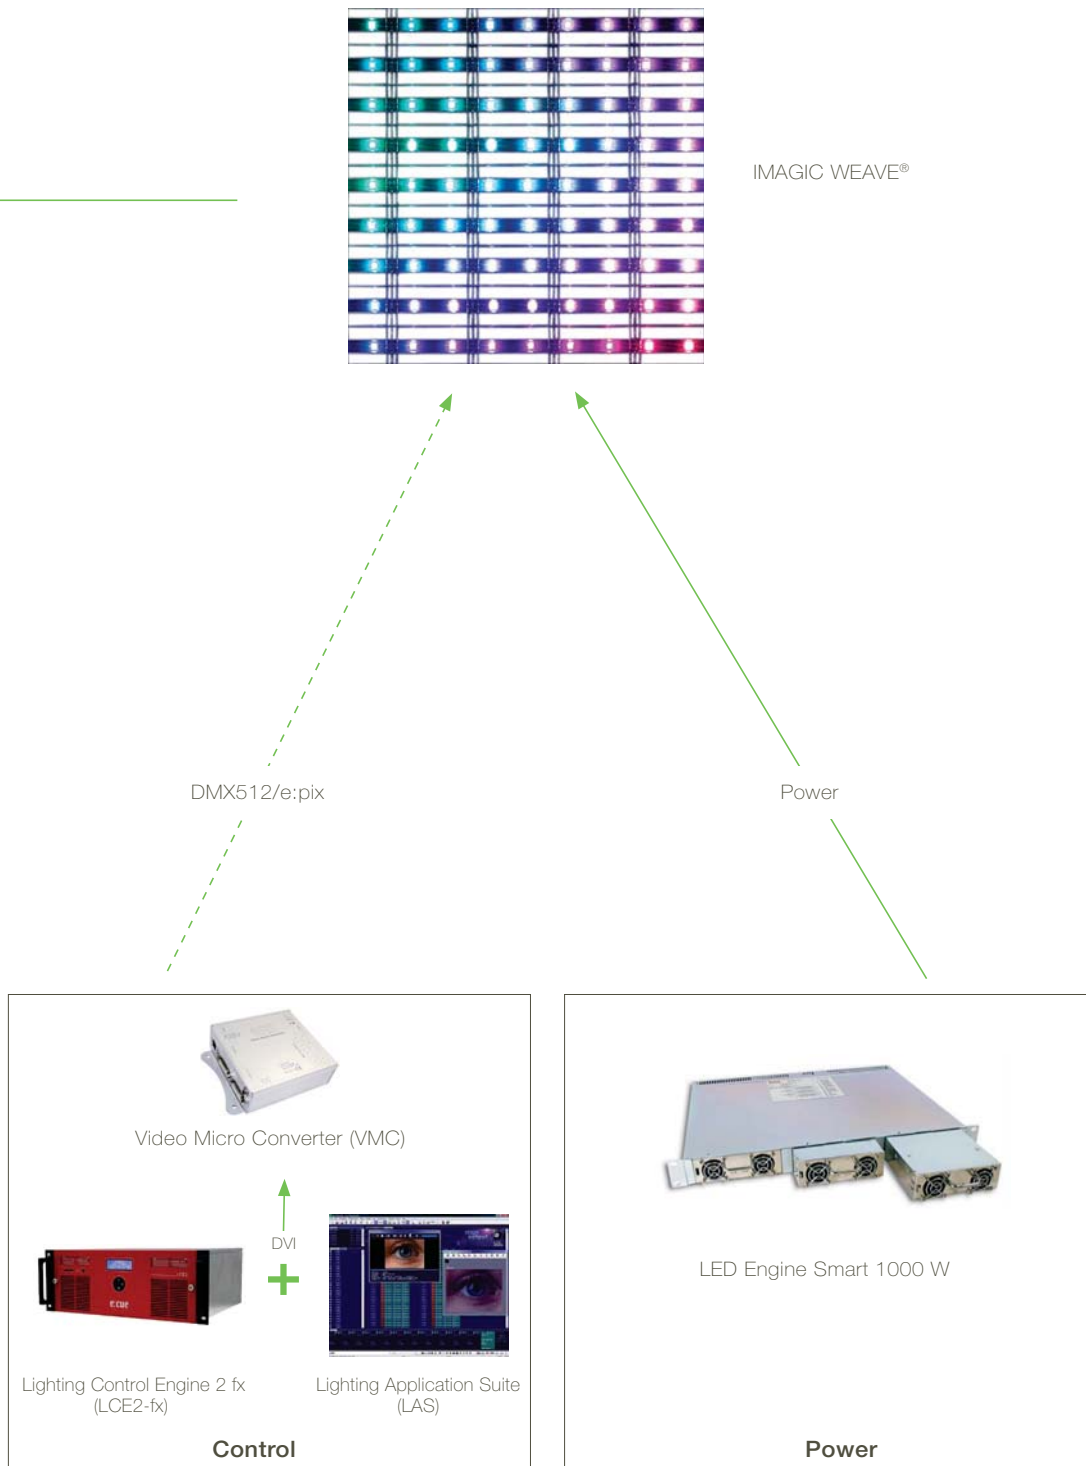 IMAGIC WEAVE®
DMX512/e:pix
Power
Video Micro Converter (VMC)
DVI
e:cue
Lighting Control Engine 2 fx
(LCE2-fx)
Lighting Application Suite
(LAS)
Control
LED Engine Smart 1000 W
Power